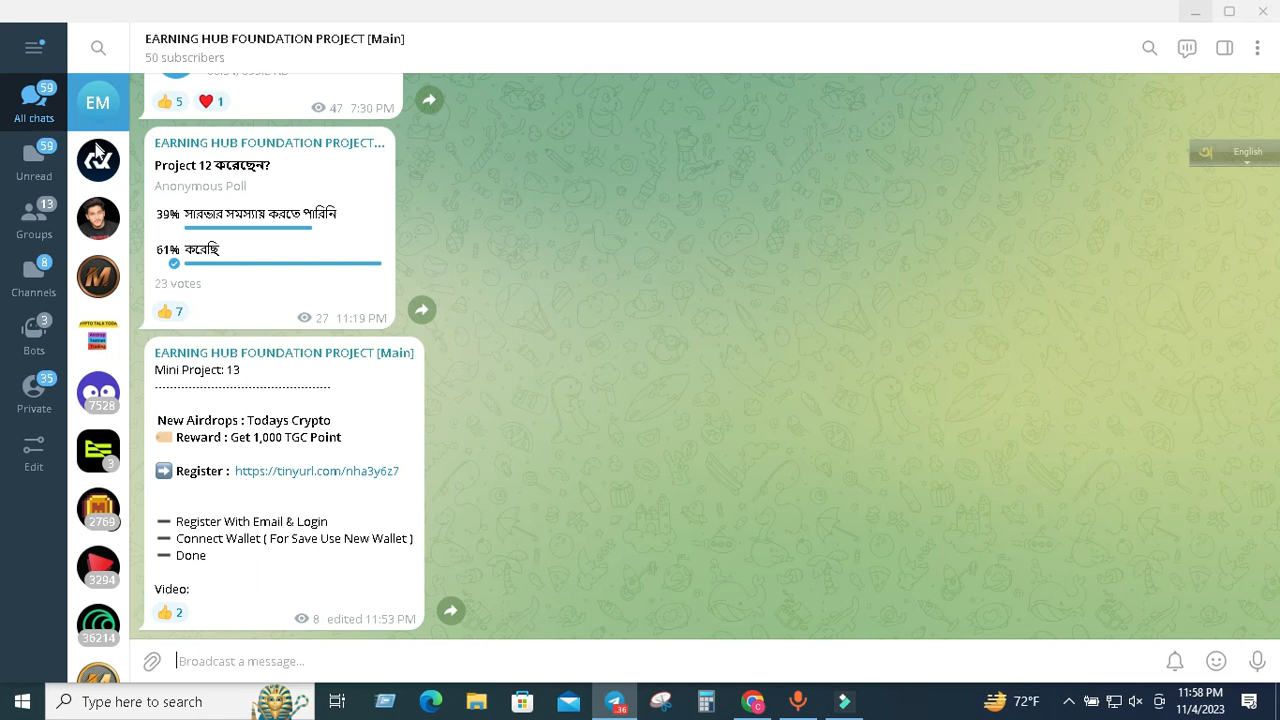 EARNING HUB FOUNDATION PROJECT [Main]
50 subscribers
59
All chats
59
Unread
13
Groups
8
Channels
3
Bots
35
Private
Edit
EM
7528
3
2769
3294
36214
5
1
47 7:30 PM
EARNING HUB FOUNDATION PROJECT...
Project 12 করেছেন?
Anonymous Poll
39% সারভার সমস্যায় করতে পারিনি
61% করেছি
23 votes
7
27 11:19 PM
EARNING HUB FOUNDATION PROJECT [Main]
Mini Project: 13
-----------------------------------------------
New Airdrops : Todays Crypto
Reward : Get 1,000 TGC Point
Register : https://tinyurl.com/nha3y6z7
➖ Register With Email & Login
➖ Connect Wallet ( For Save Use New Wallet )
➖ Done
Video:
2
8 edited 11:53 PM
অ English
Broadcast a message...
Type here to search
36
72°F
11:58 PM
11/4/2023